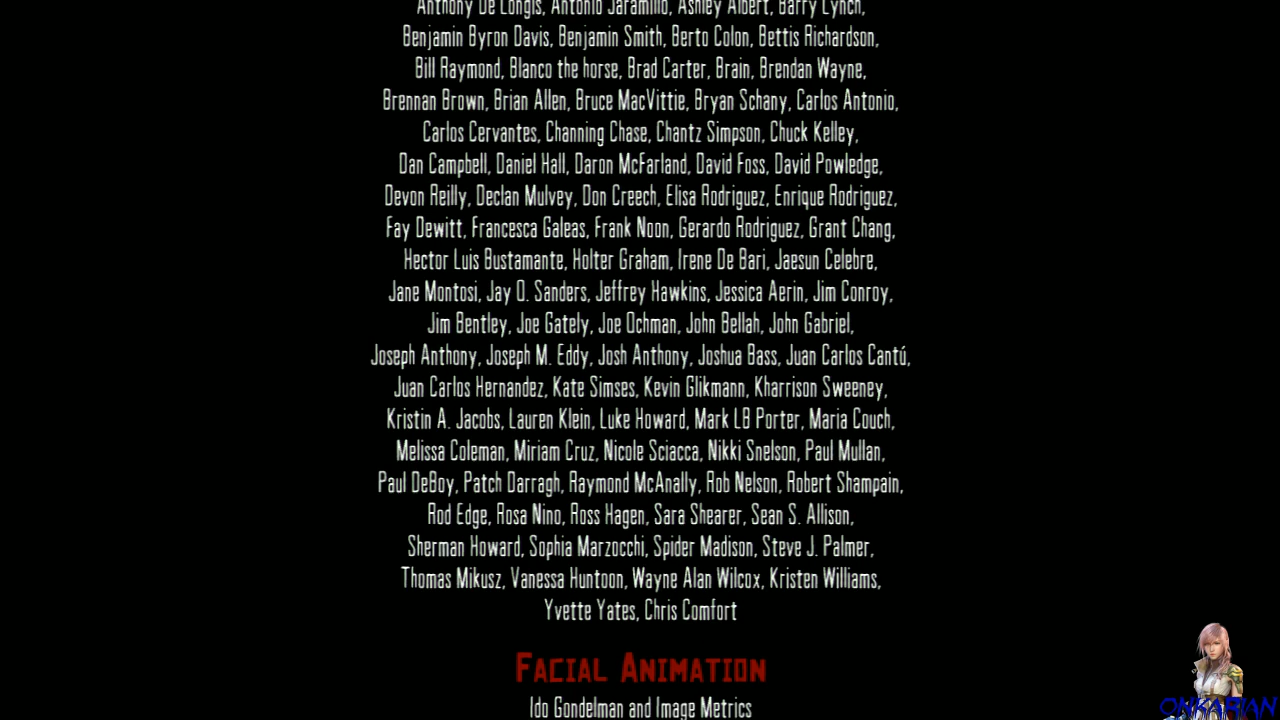 Anthony De Longis, Antonio Jaramillo, Ashley Albert, Barry Lynch,
Benjamin Byron Davis, Benjamin Smith, Berto Colon, Bettis Richardson,
Bill Raymond, Blanco the horse, Brad Carter, Brain, Brendan Wayne,
Brennan Brown, Brian Allen, Bruce MacVittie, Bryan Schany, Carlos Antonio,
Carlos Cervantes, Channing Chase, Chantz Simpson, Chuck Kelley,
Dan Campbell, Daniel Hall, Daron McFarland, David Foss, David Powledge,
Devon Reilly, Declan Mulvey, Don Creech, Elisa Rodriguez, Enrique Rodriguez,
Fay Dewitt, Francesca Galeas, Frank Noon, Gerardo Rodriguez, Grant Chang,
Hector Luis Bustamante, Holter Graham, Irene De Bari, Jaesun Celebre,
Jane Montosi, Jay O. Sanders, Jeffrey Hawkins, Jessica Aerin, Jim Conroy,
Jim Bentley, Joe Gately, Joe Ochman, John Bellah, John Gabriel,
Joseph Anthony, Joseph M. Eddy, Josh Anthony, Joshua Bass, Juan Carlos Cantú,
Juan Carlos Hernandez, Kate Simses, Kevin Glikmann, Kharrison Sweeney,
Kristin A. Jacobs, Lauren Klein, Luke Howard, Mark LB Porter, Maria Couch,
Melissa Coleman, Miriam Cruz, Nicole Sciacca, Nikki Snelson, Paul Mullan,
Paul DeBoy, Patch Darragh, Raymond McAnally, Rob Nelson, Robert Shampain,
Rod Edge, Rosa Nino, Ross Hagen, Sara Shearer, Sean S. Allison,
Sherman Howard, Sophia Marzocchi, Spider Madison, Steve J. Palmer,
Thomas Mikusz, Vanessa Huntoon, Wayne Alan Wilcox, Kristen Williams,
Yvette Yates, Chris Comfort
FACIAL ANIMATION
Ido Gondelman and Image Metrics
ONKARIAN